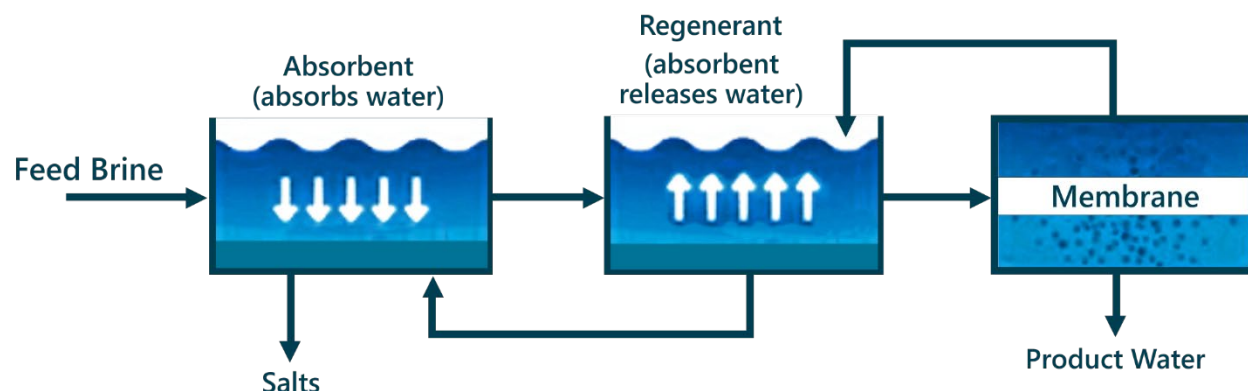 Regenerant
(absorbent
releases water)
Absorbent
(absorbs water)
Feed Brine
Membrane
Salts
Product Water